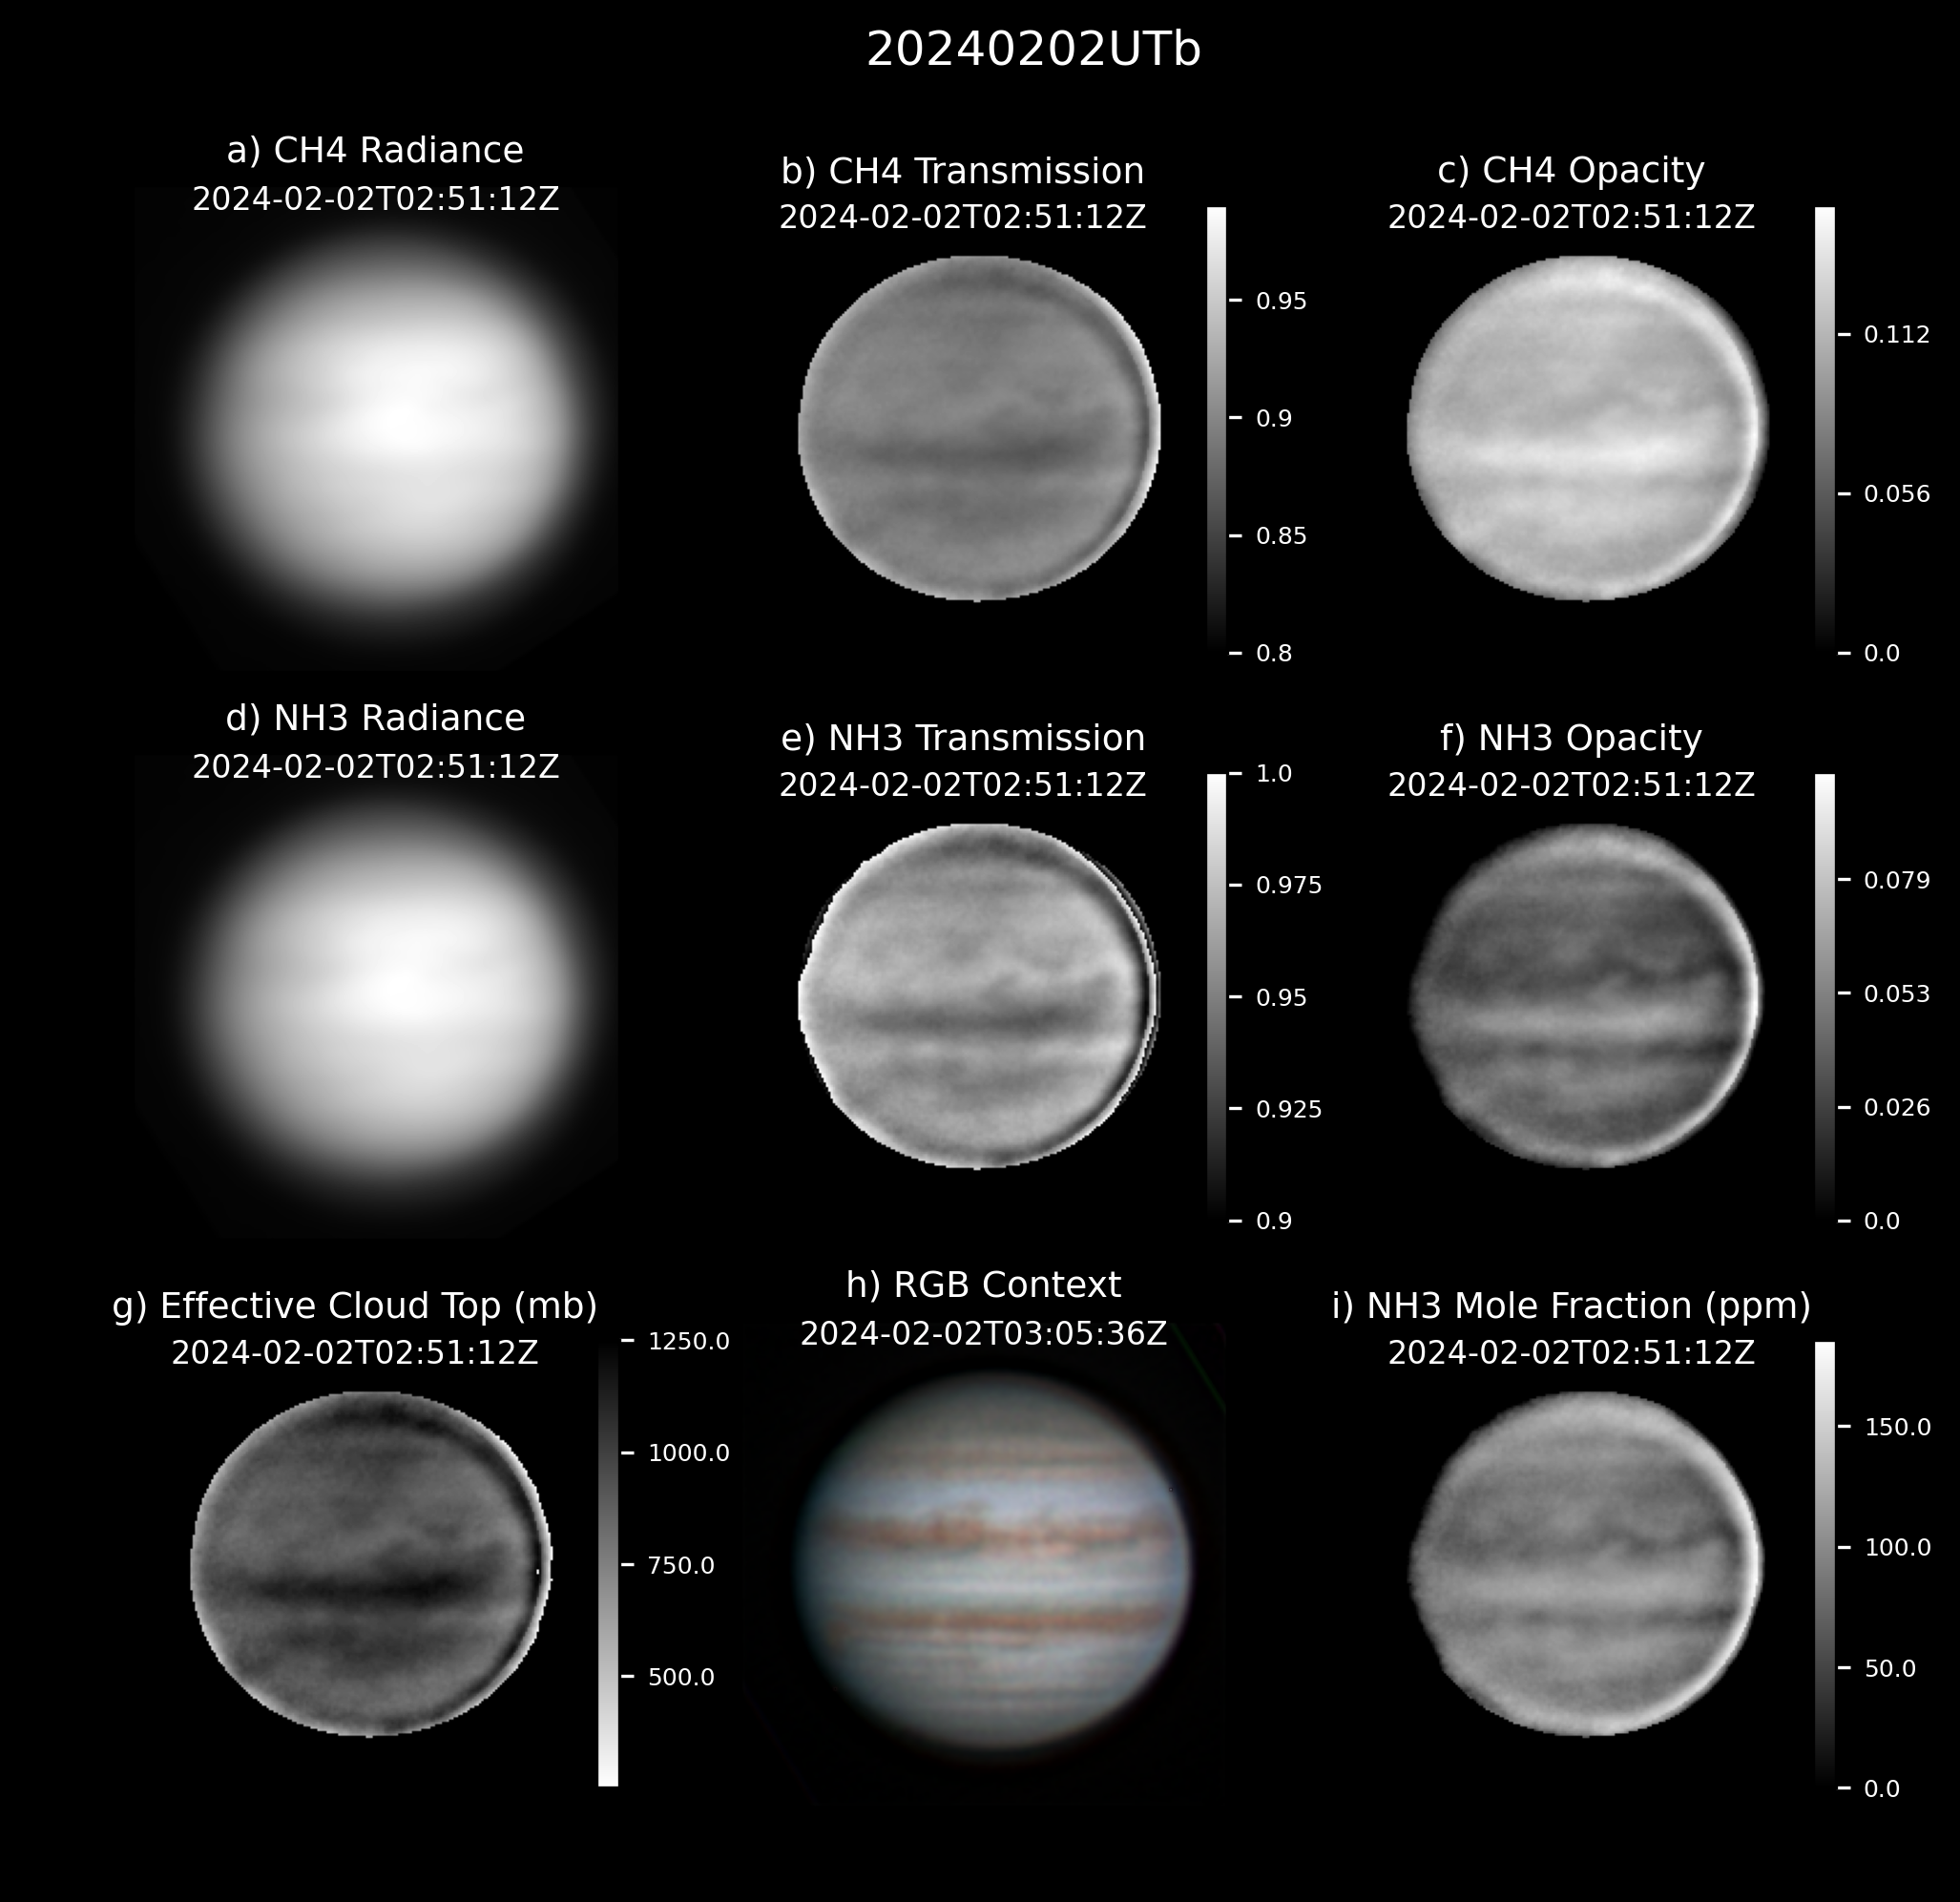 20240202UTb
a) CH4 Radiance
2024-02-02T02:51:12Z
b) CH4 Transmission
2024-02-02T02:51:12Z
0.95
0.9
0.85
0.8
c) CH4 Opacity
2024-02-02T02:51:12Z
0.112
0.056
0.0
d) NH3 Radiance
2024-02-02T02:51:12Z
e) NH3 Transmission
2024-02-02T02:51:12Z
1.0
0.975
0.95
0.925
0.9
f) NH3 Opacity
2024-02-02T02:51:12Z
0.079
0.053
0.026
0.0
g) Effective Cloud Top (mb)
2024-02-02T02:51:12Z
1250.0
1000.0
750.0
500.0
h) RGB Context
2024-02-02T03:05:36Z
i) NH3 Mole Fraction (ppm)
2024-02-02T02:51:12Z
150.0
100.0
50.0
0.0